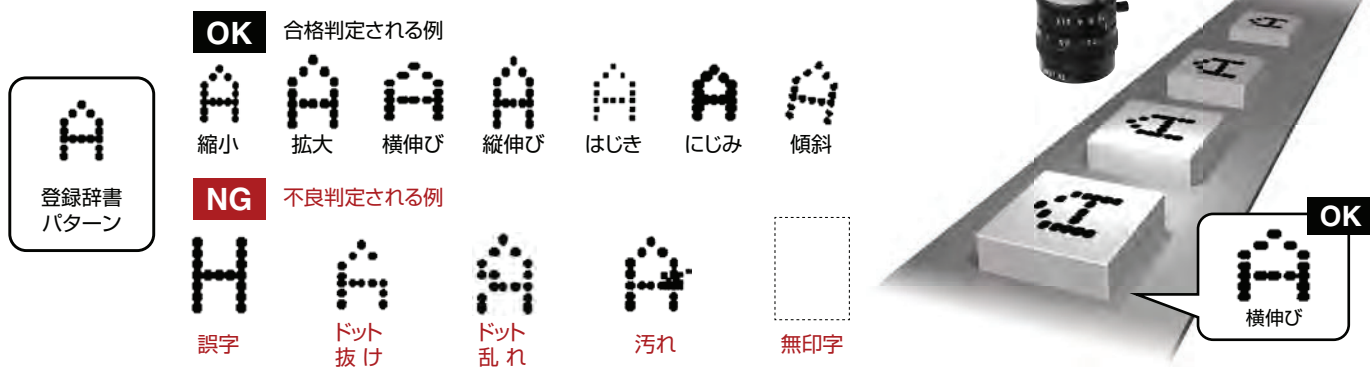 OK 合格判定される例
縮小 拡大 横伸び 縦伸び はじき にじみ 傾斜
登録辞書
パターン
NG 不良判定される例
誤字
ドット
抜け
ドット
乱れ
汚れ
無印字
OK
横伸び